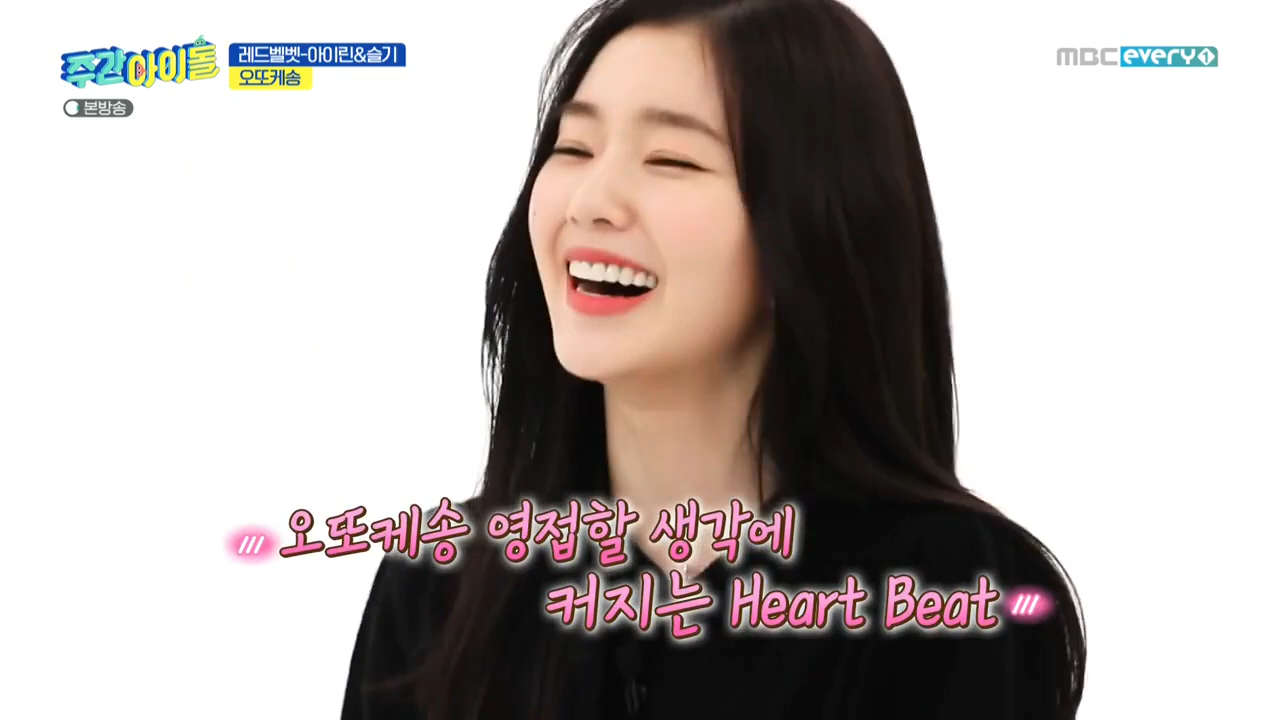 주간아이돌
레드벨벳-아이린&슬기
오또케송
본방송
MBC every1
오또케송 영접할 생각에
커지는 Heart Beat